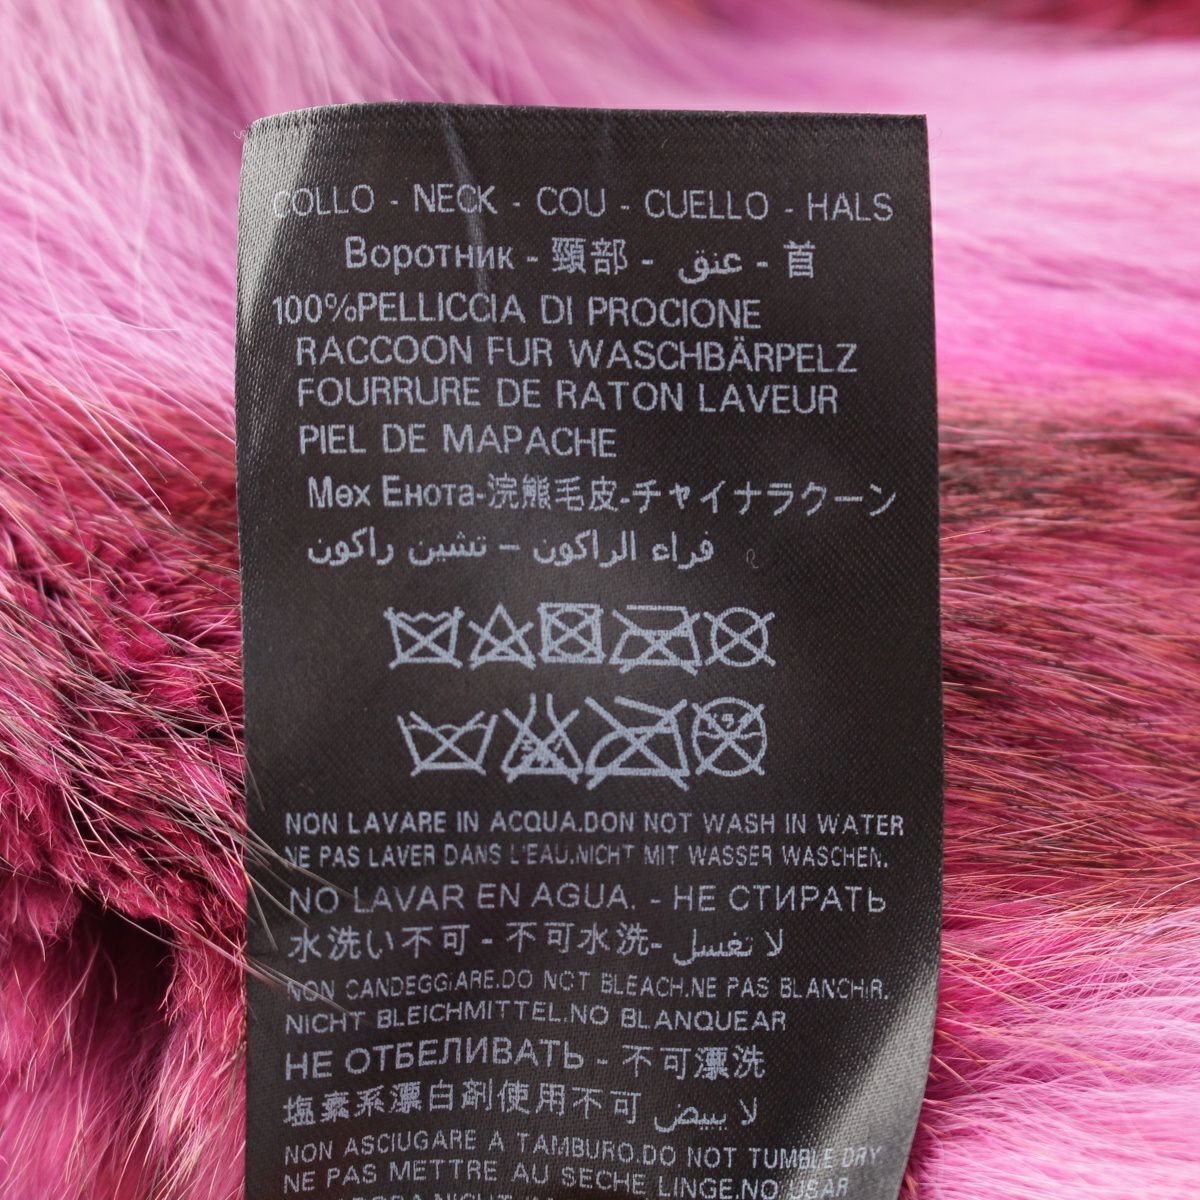 COLLO - NECK - COU - CUELLO - HALS
Воротник - 頸部 - عنق - 首
100%PELLICCIA DI PROCIONE
RACCOON FUR WASCHBÄRPELZ
FOURRURE DE RATON LAVEUR
PIEL DE MAPACHE
Мөх Енота-浣熊毛皮-チャイナラクーン
فراء الراكون – تشين راكون
NON LAVARE IN ACQUA.DON NOT WASH IN WATER
NE PAS LAVER DANS L'EAU.NICHT MIT WASSER WASCHEN.
NO LAVAR EN AGUA. - НЕ СТИРАТЬ
水洗い不可 - 不可水洗- لا تغسل
NON CANDEGGIARE.DO NOT BLEACH.NE PAS BLANCHIR.
NICHT BLEICHMITTEL.NO BLANQUEAR
НЕ ОТБЕЛИВАТЬ - 不可漂洗
塩素系漂白剤使用不可 لا يبيض
NON ASCIUGARE A TAMBURO.DO NOT TUMBLE DRY
NE PAS METTRE AU SECHE LINGE.NO USAR